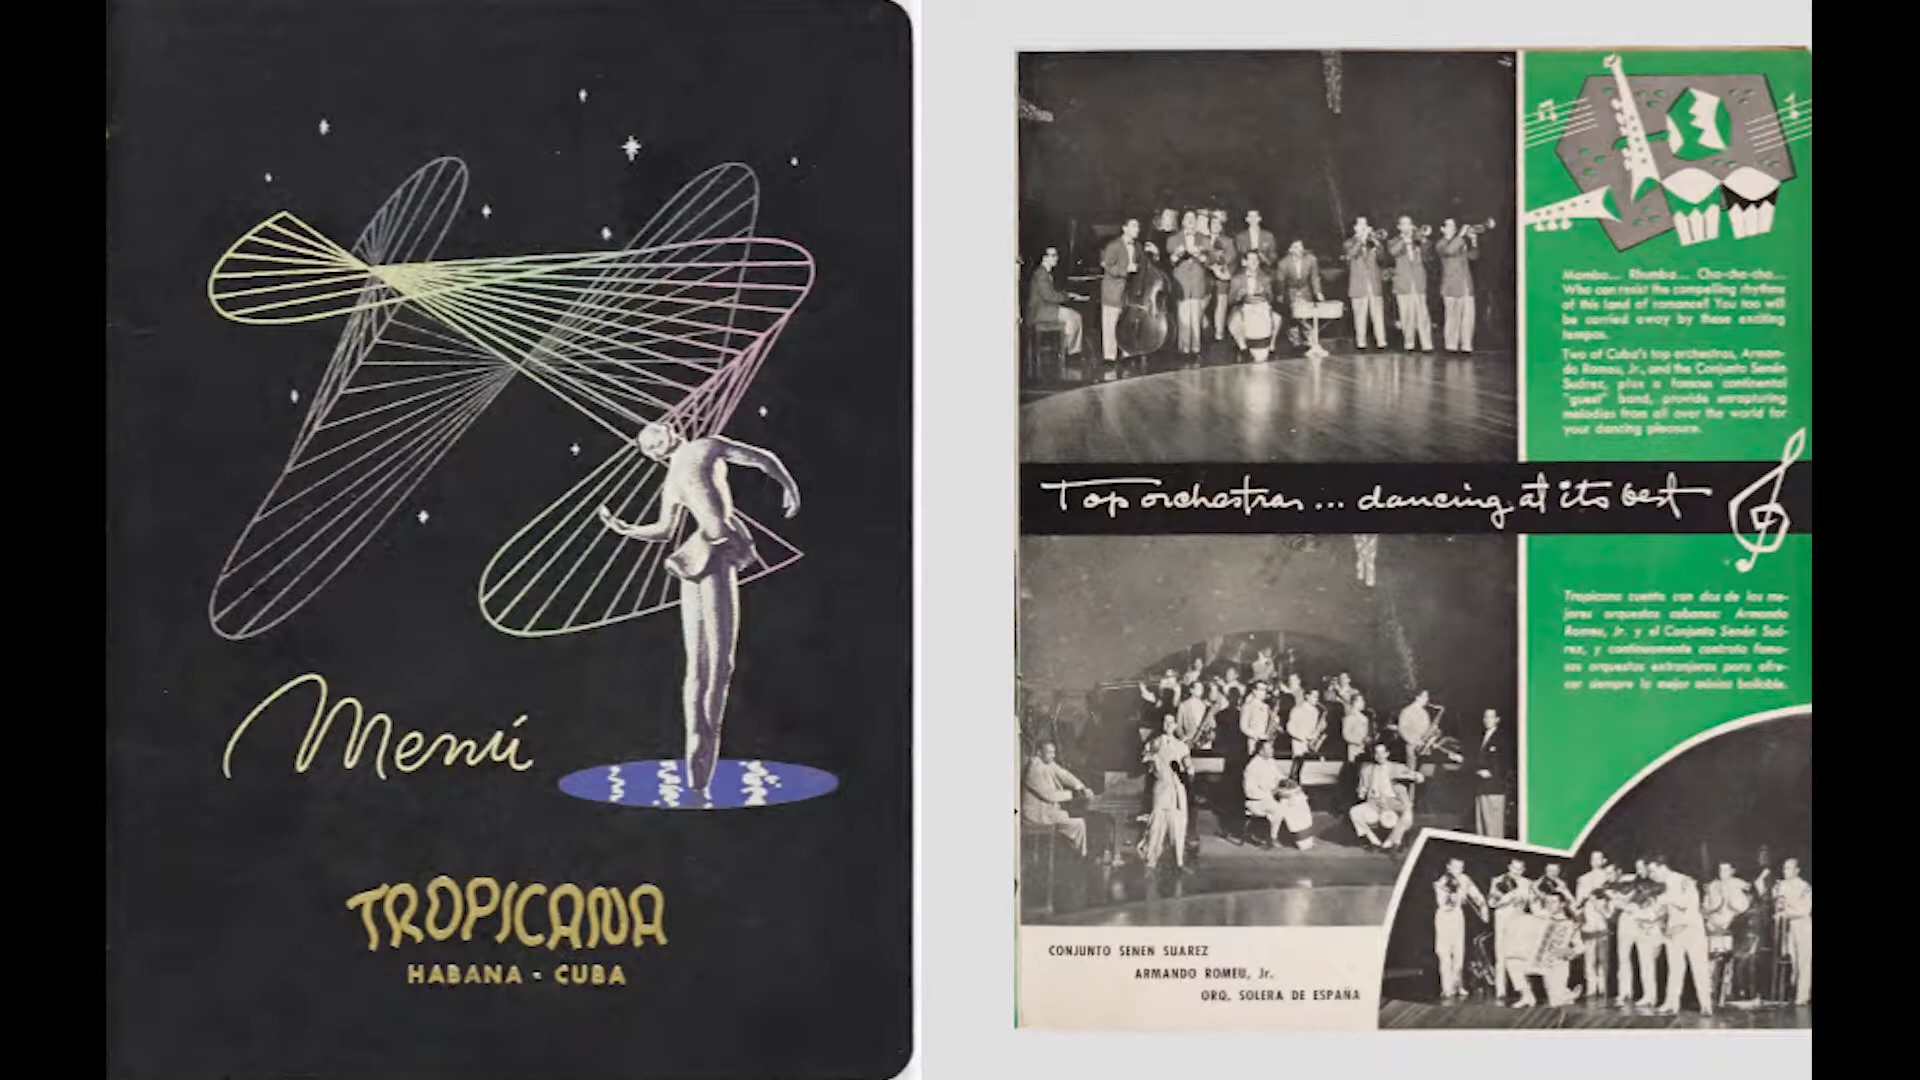 Menú
TROPICANA
HABANA - CUBA
Mambo... Rhumba... Cha-cha-cha...
Who can resist the compelling rhythms
of this land of romance? You too will
be carried away by these exciting
tempos.
Two of Cuba's top orchestras, Arman-
do Romeu, Jr., and the Conjunto Senén
Suárez, plus a famous continental
"guest" band, provide enrapturing
melodies from all over the world for
your dancing pleasure.
Top orchestras... dancing at its best
Tropicana cuenta con dos de las me-
jores orquestas cubanas: Armando
Romeu, Jr. y el Conjunto Senén Suá-
rez, y continuamente contrata famo-
sas orquestas extranjeras para ofre-
cer siempre la mejor música bailable.
CONJUNTO SENEN SUAREZ
ARMANDO ROMEU, Jr.
ORQ. SOLERA DE ESPAÑA